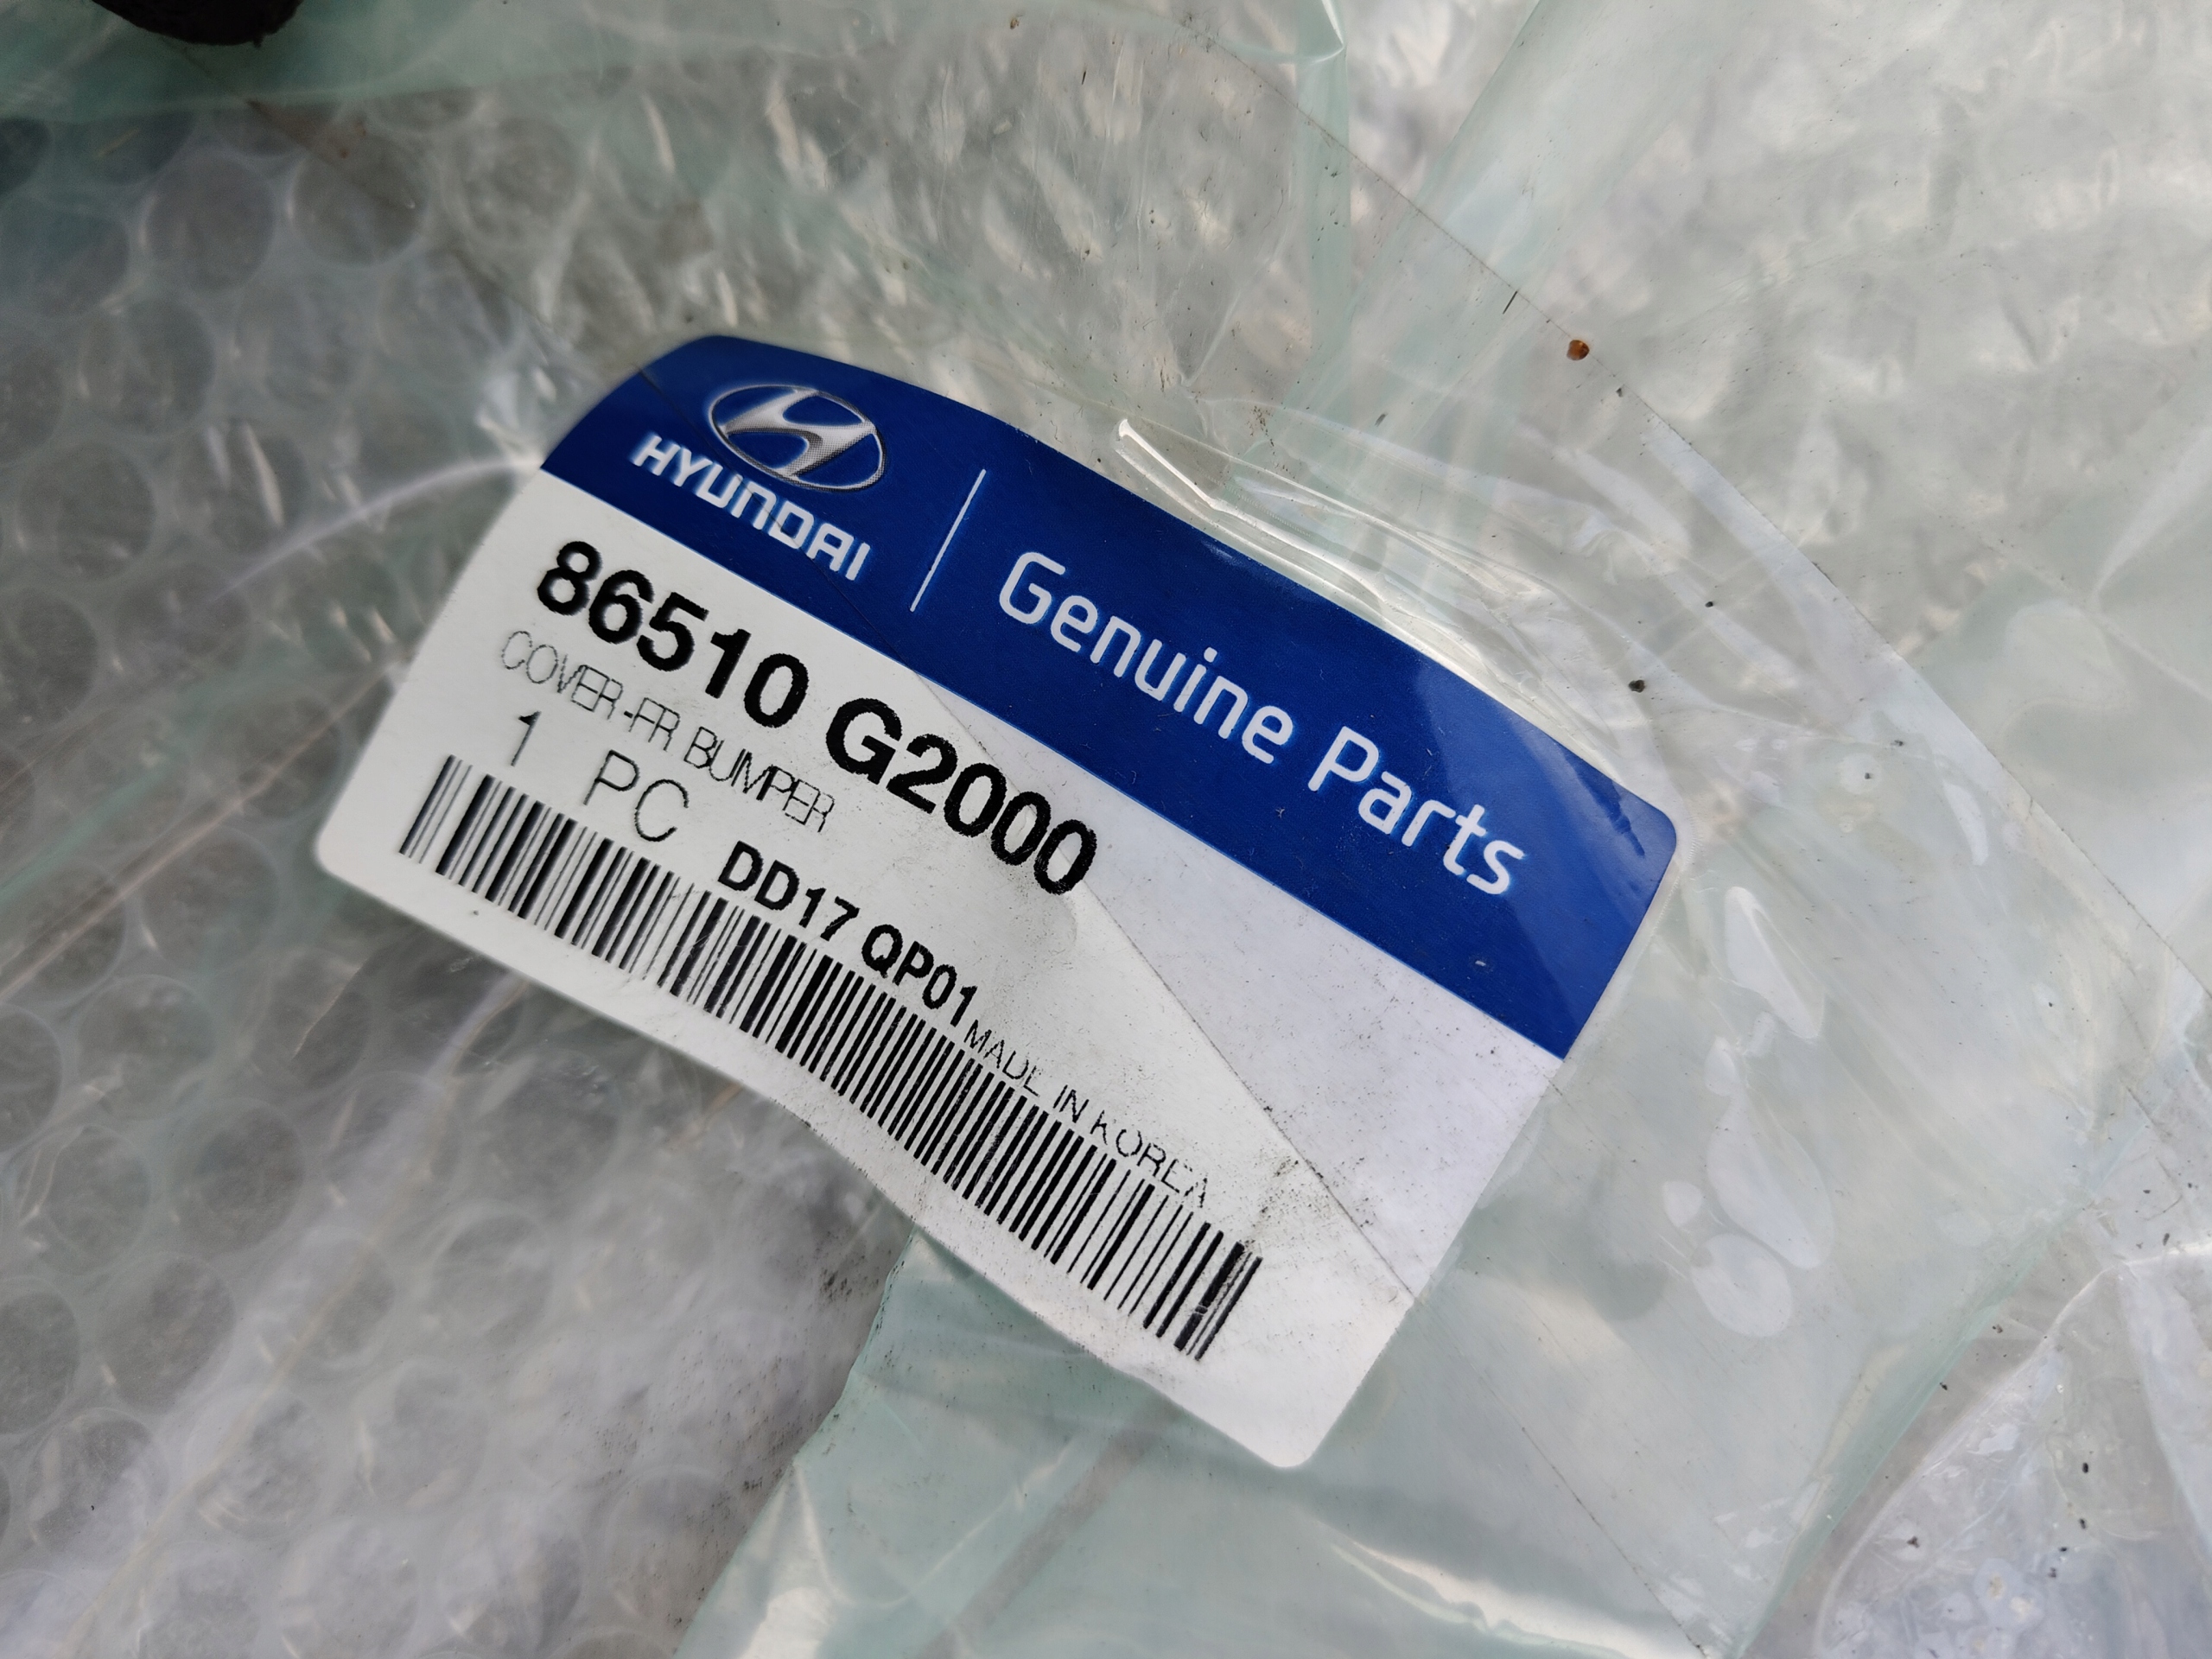 HYUNDAI | Genuine Parts
86510 G2000
COVER-FR BUMPER
1 PC DD17 QP01 MADE IN KOREA